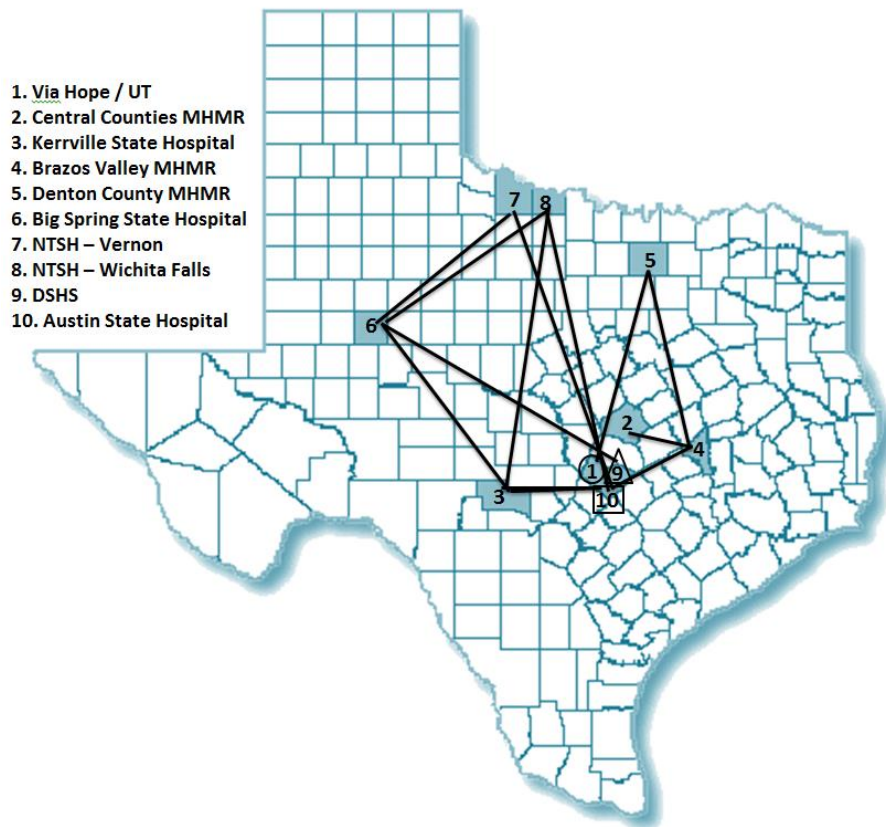 1. Via Hope / UT
2. Central Counties MHMR
3. Kerrville State Hospital
4. Brazos Valley MHMR
5. Denton County MHMR
6. Big Spring State Hospital
7. NTSH – Vernon
8. NTSH – Wichita Falls
9. DSHS
10. Austin State Hospital
7
8
5
6
2
4
1
9
3
10